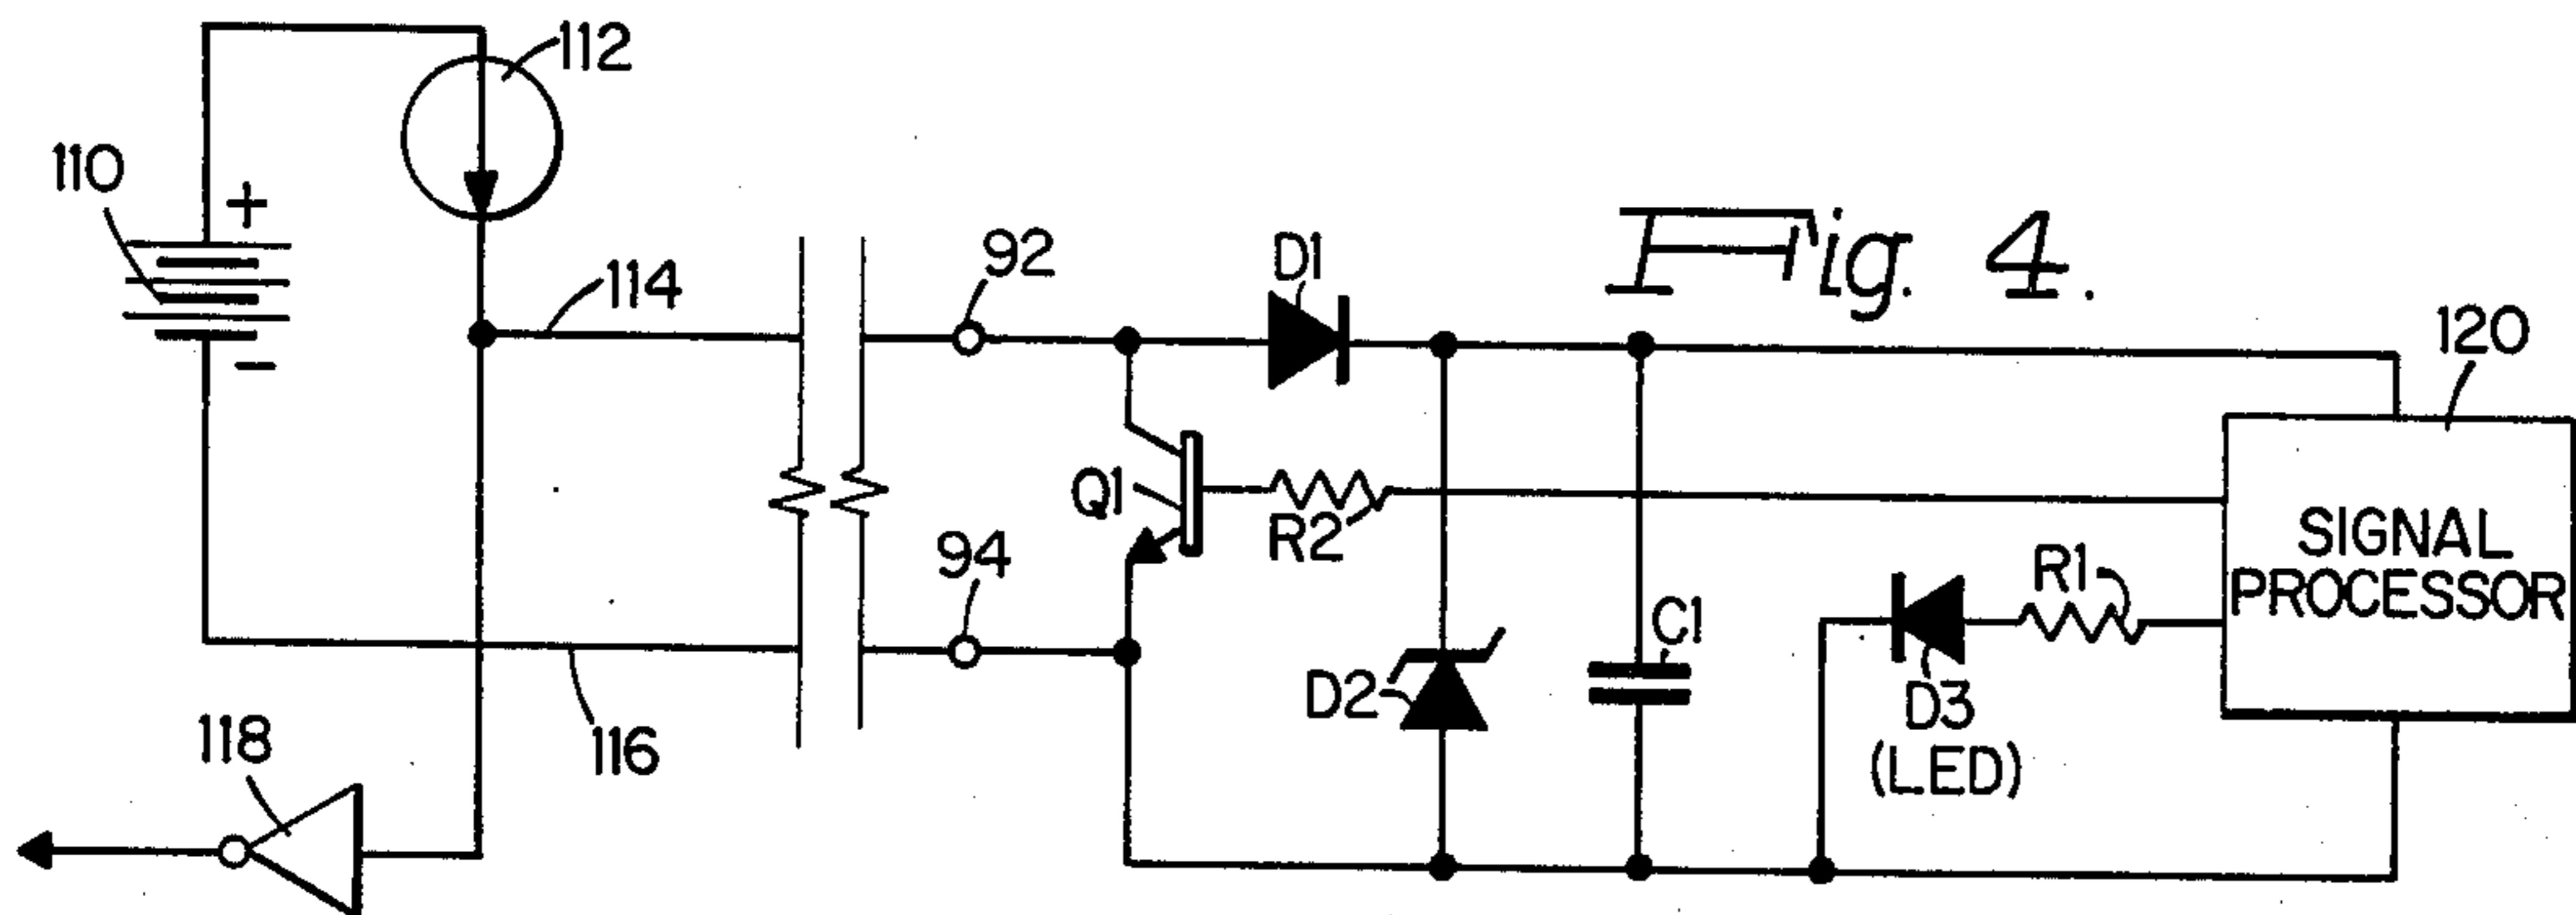 112
110
+
-
114
92
D1
Fig. 4.
120
Q1
R2
94
SIGNAL
PROCESSOR
R1
C1
D2
D3
(LED)
116
118